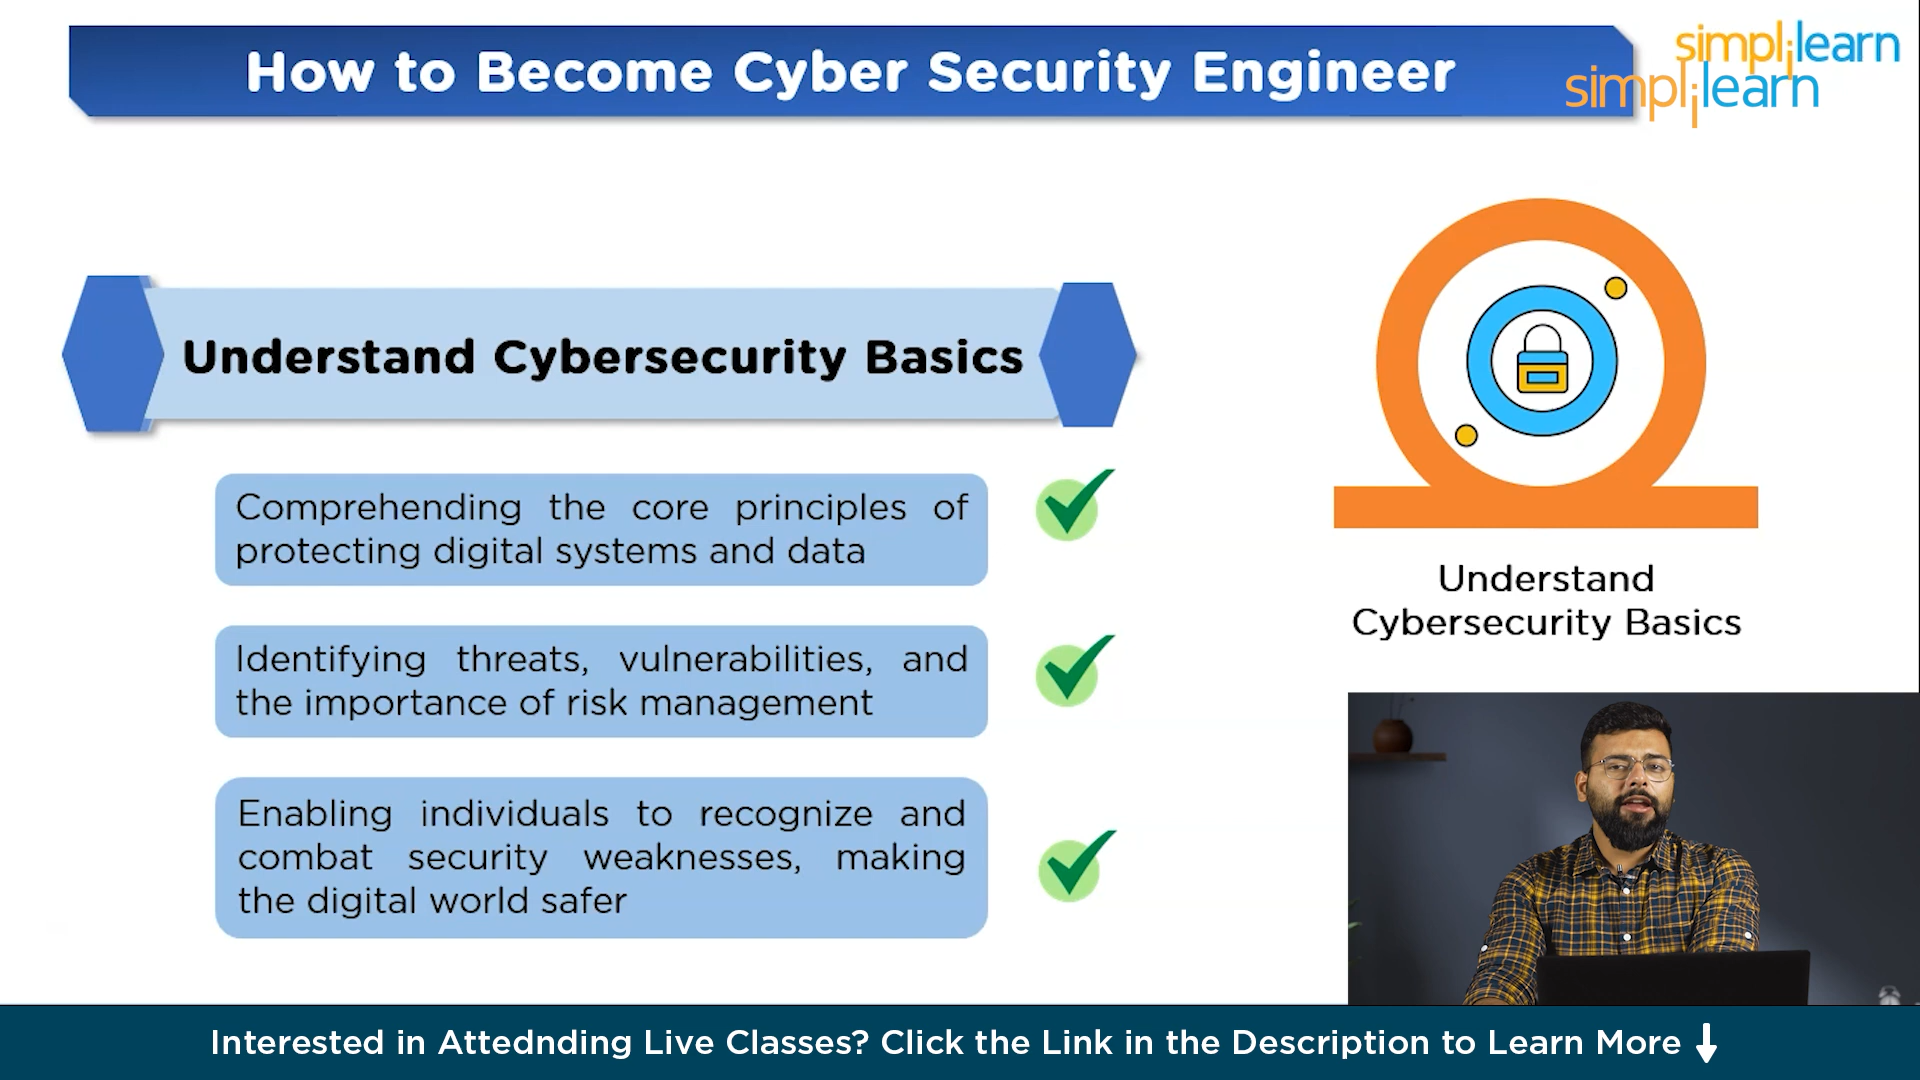 How to Become Cyber Security Engineer
simplilearn
simplilearn
Understand Cybersecurity Basics
Comprehending the core principles of
protecting digital systems and data
Identifying threats, vulnerabilities, and
the importance of risk management
Enabling individuals to recognize and
combat security weaknesses, making
the digital world safer
Understand
Cybersecurity Basics
Interested in Attednding Live Classes? Click the Link in the Description to Learn More